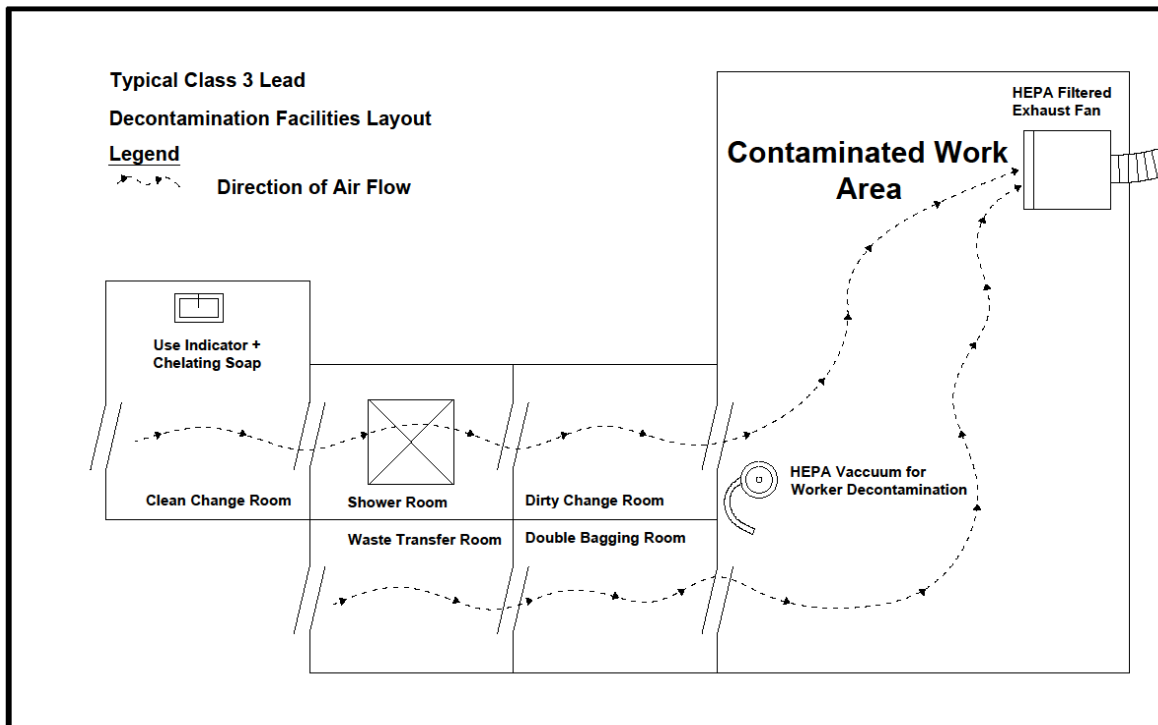 Typical Class 3 Lead
Decontamination Facilities Layout
Legend
Direction of Air Flow
HEPA Filtered
Exhaust Fan
Contaminated Work
Area
Use Indicator +
Chelating Soap
Clean Change Room
Shower Room
Dirty Change Room
HEPA Vaccuum for
Worker Decontamination
Waste Transfer Room
Double Bagging Room